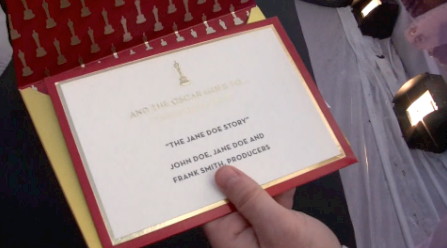 AND THE OSCAR GOES TO...
"THE JANE DOE STORY"
JOHN DOE, JANE DOE AND
FRANK SMITH, PRODUCERS